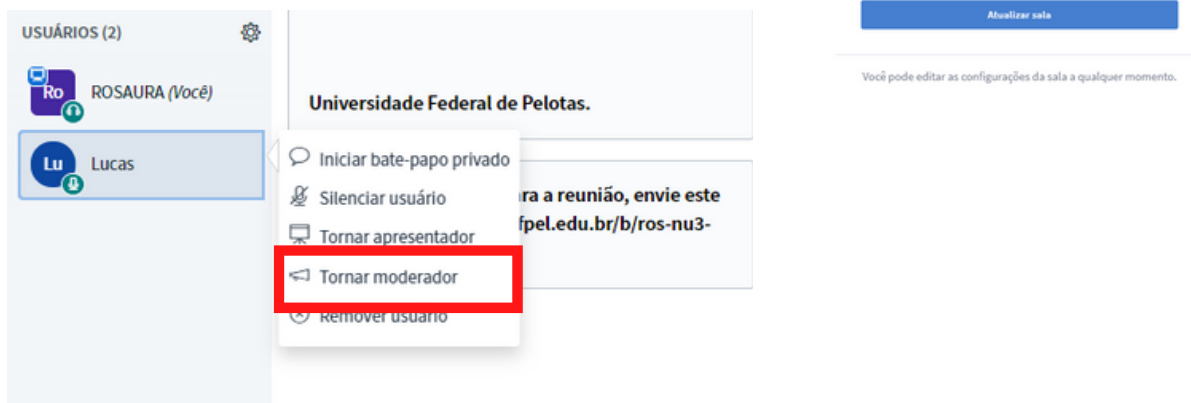 USUÁRIOS (2)
Ro
ROSAURA (Você)
Lu
Lucas
Universidade Federal de Pelotas.
ra a reunião, envie este
fpel.edu.br/b/ros-nu3-
Iniciar bate-papo privado
Silenciar usuário
Tornar apresentador
Tornar moderador
Remover usuário
Atualizar sala
Você pode editar as configurações da sala a qualquer momento.